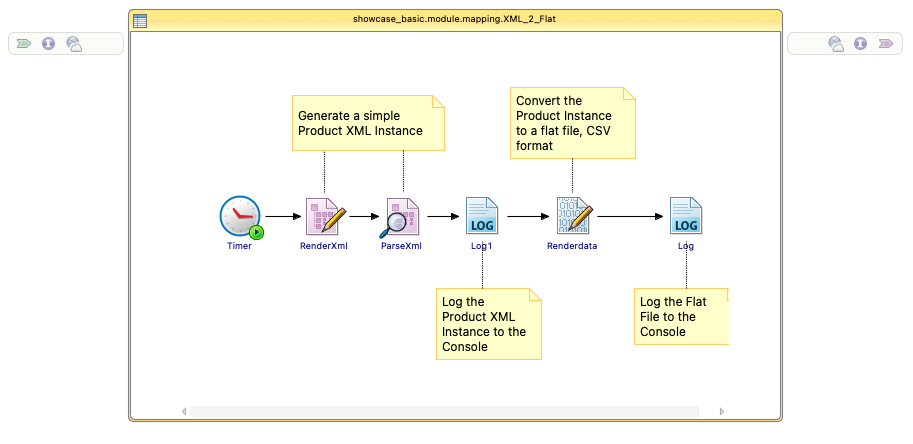 showcase_basic.module.mapping.XML_2_Flat
I
I
Generate a simple
Product XML Instance
Convert the
Product Instance
to a flat file, CSV
format
LOG
LOG
Timer
RenderXml
ParseXml
Log1
Renderdata
Log
Log the
Product XML
Instance to the
Console
Log the Flat
File to the
Console